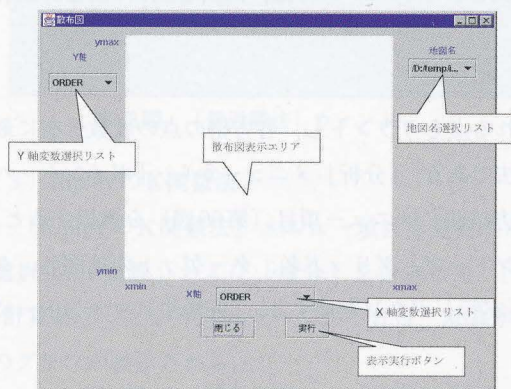 散布図
ymax
Y軸
ORDER
地図名
/D:/temp/i...
地図名選択リスト
Y 軸変数選択リスト
散布図表示エリア
ymin
xmin
xmax
X軸
ORDER
X 軸変数選択リスト
閉じる
実行
表示実行ボタン